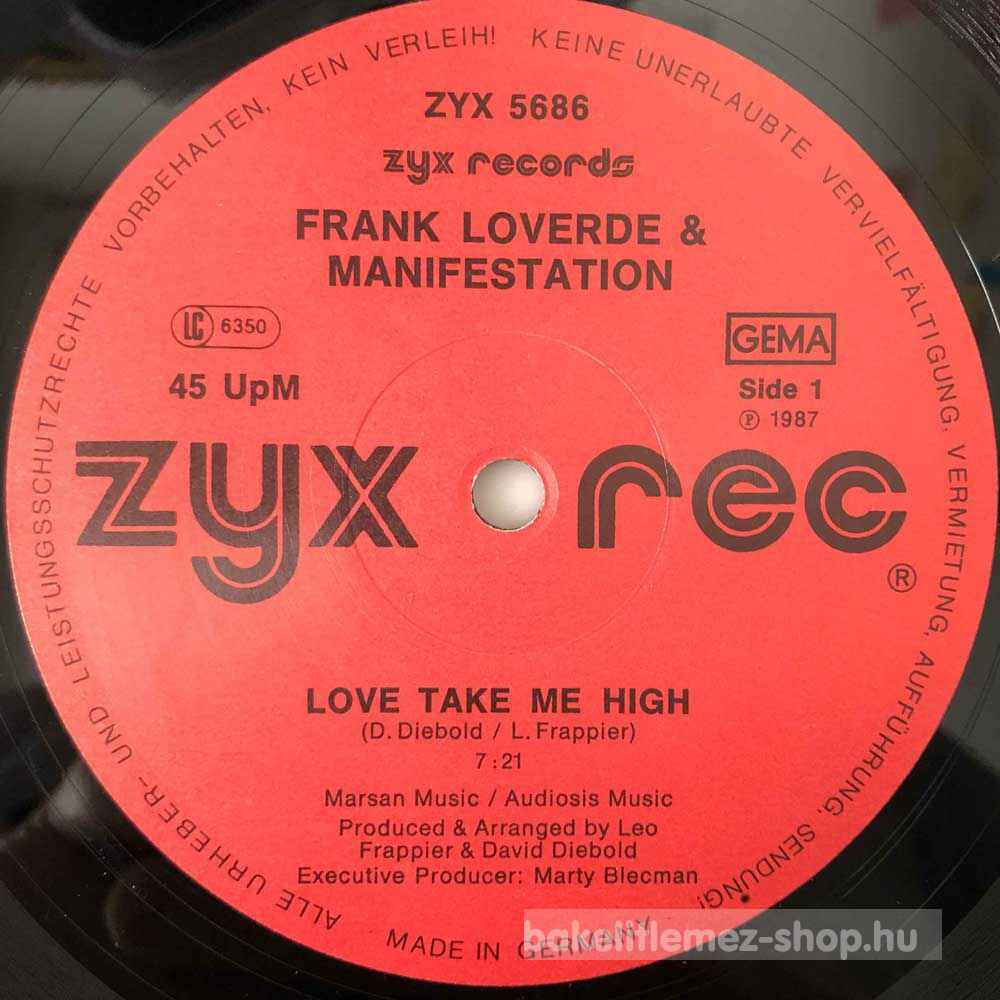 ALLE URHEBER- UND LEISTUNGSSCHUTZRECHTE VORBEHALTEN, KEIN VERLEIH! KEINE UNERLAUBTE VERVIELFÄLTIGUNG, VERMIETUNG, AUFFÜHRUNG, SENDUNG!
ZYX 5686
zyx records
FRANK LOVERDE &
MANIFESTATION
LC 6350
GEMA
45 UpM
Side 1
Ⓟ 1987
zyx rec
®
LOVE TAKE ME HIGH
(D. Diebold / L. Frappier)
7:21
Marsan Music / Audiosis Music
Produced & Arranged by Leo
Frappier & David Diebold
Executive Producer: Marty Blecman
MADE IN GERMANY
bakelitlemez-shop.hu